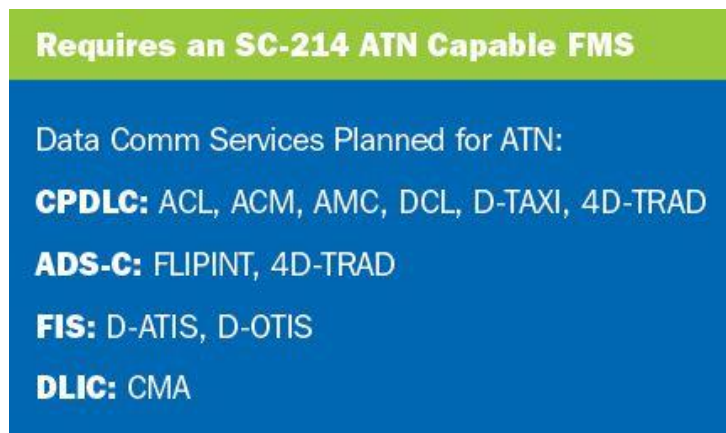 Requires an SC-214 ATN Capable FMS
Data Comm Services Planned for ATN:
CPDLC: ACL, ACM, AMC, DCL, D-TAXI, 4D-TRAD
ADS-C: FLIPINT, 4D-TRAD
FIS: D-ATIS, D-OTIS
DLIC: CMA